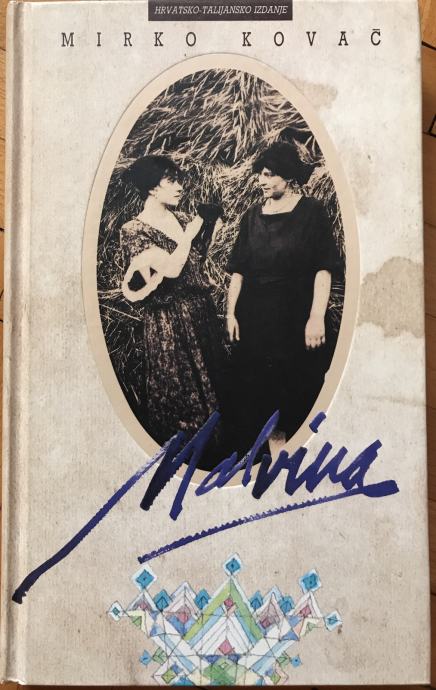 HRVATSKO-TALIJANSKO IZDANJE
MIRKO KOVAČ
Malvina